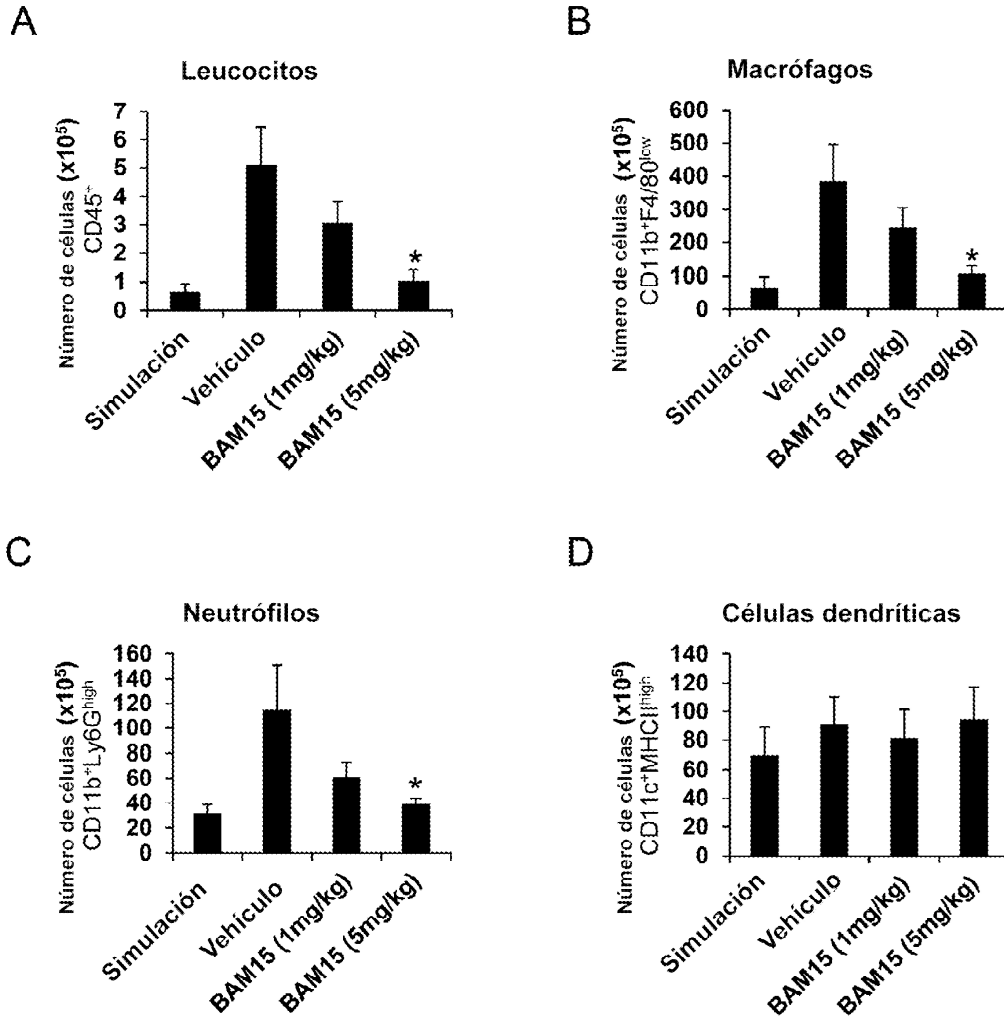 A
Leucocitos
Número de células (x10⁵)
CD45⁺
7
6
5
4
3
2
1
0
*
Simulación
Vehículo
BAM15 (1mg/kg)
BAM15 (5mg/kg)
B
Macrófagos
Número de células (x10⁵)
CD11b⁺F4/80ˡᵒʷ
600
500
400
300
200
100
0
*
Simulación
Vehículo
BAM15 (1mg/kg)
BAM15 (5mg/kg)
C
Neutrófilos
Número de células (x10⁵)
CD11b⁺Ly6Gʰⁱᵍʰ
160
140
120
100
80
60
40
20
0
*
Simulación
Vehículo
BAM15 (1mg/kg)
BAM15 (5mg/kg)
D
Células dendríticas
Número de células (x10⁵)
CD11c⁺MHCIIʰⁱᵍʰ
140
120
100
80
60
40
20
0
Simulación
Vehículo
BAM15 (1mg/kg)
BAM15 (5mg/kg)